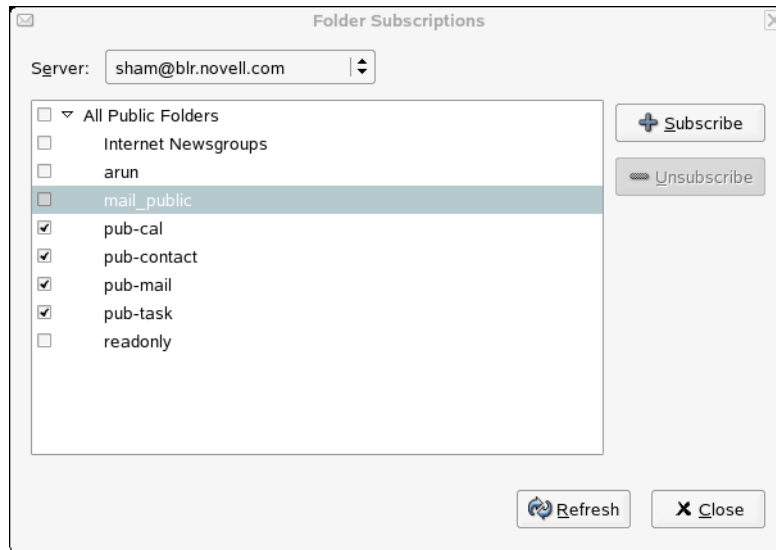 Folder Subscriptions
Server: sham@blr.novell.com
All Public Folders
Internet Newsgroups
arun
mail_public
pub-cal
pub-contact
pub-mail
pub-task
readonly
Subscribe
Unsubscribe
Refresh
Close